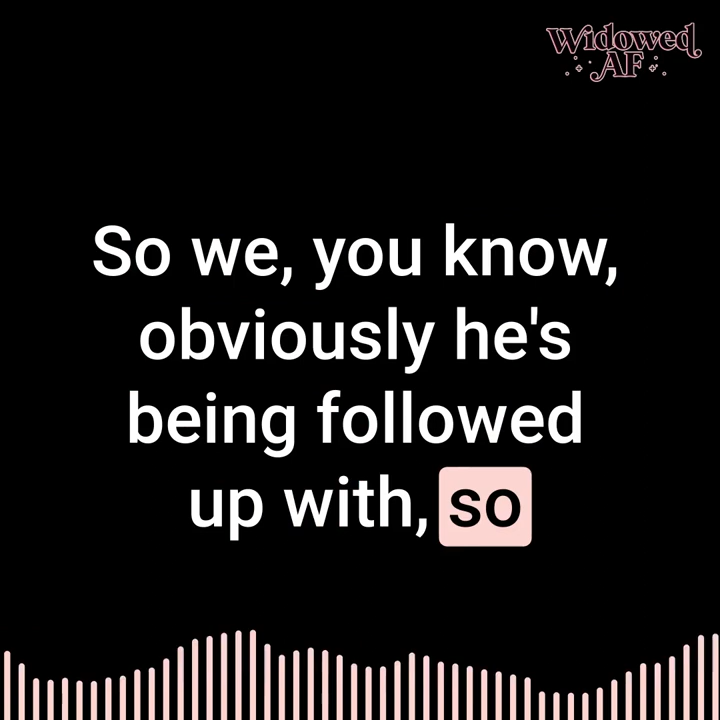 Widowed
AF
So we, you know,
obviously he's
being followed
up with, so